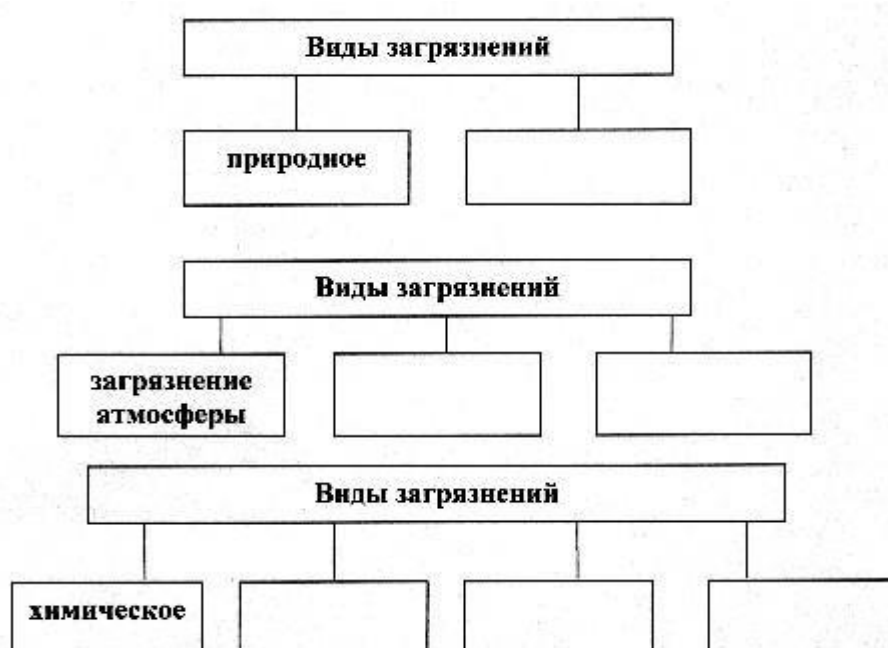 Виды загрязнений
природное
Виды загрязнений
загрязнение
атмосферы
Виды загрязнений
химическое